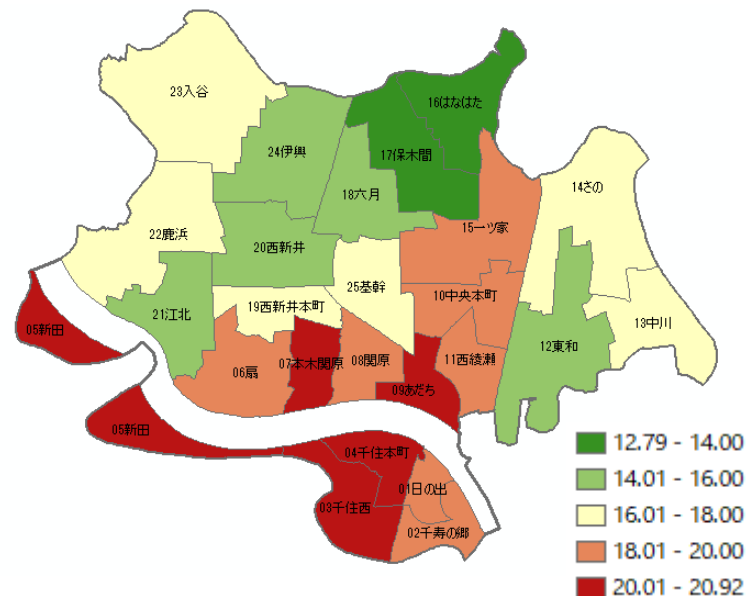 23入谷
16はなはた
24伊興
17保木間
18六月
14さの
15一ツ家
22鹿浜
20西新井
25基幹
10中央本町
19西新井本町
21江北
13中川
05新田
12東和
07本木関原
08関原
11西綾瀬
06扇
09あだち
05新田
04千住本町
01日の出
03千住西
02千寿の郷
12.79 - 14.00
14.01 - 16.00
16.01 - 18.00
18.01 - 20.00
20.01 - 20.92